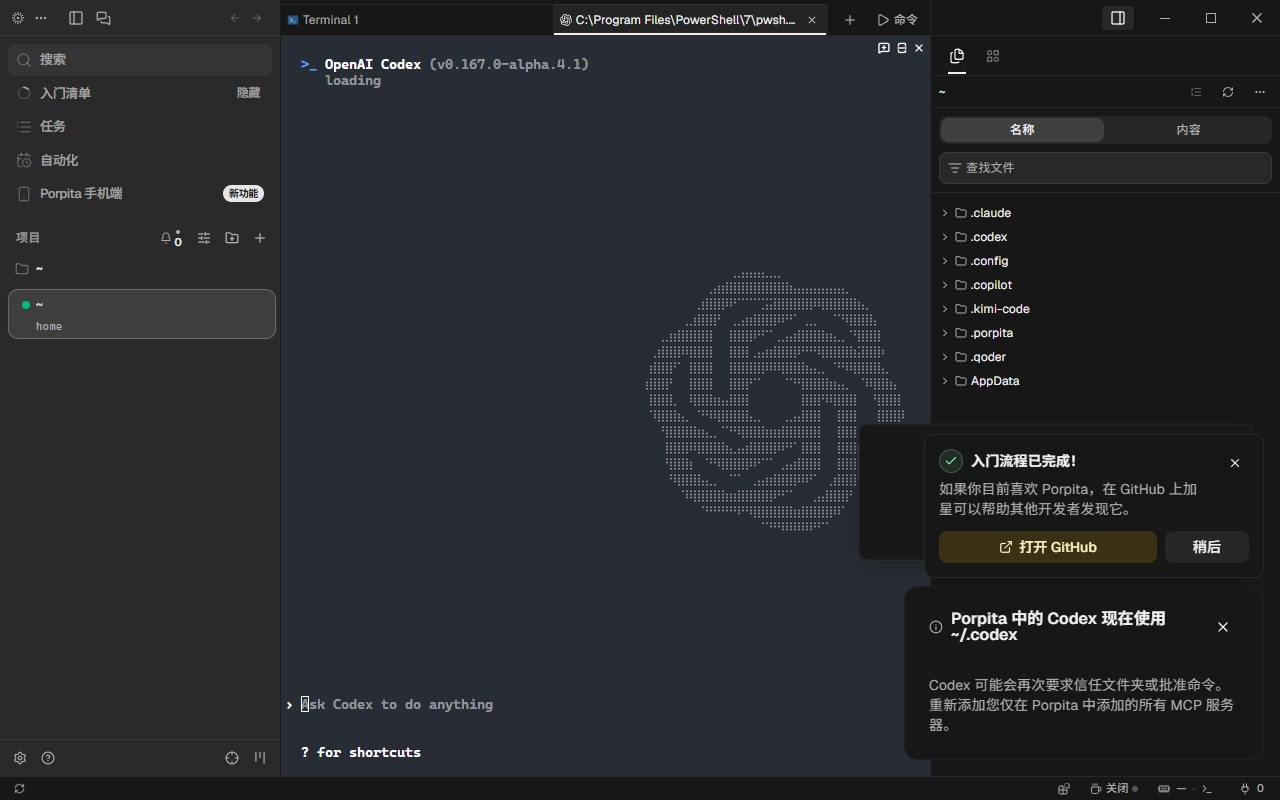 Terminal 1
C:\Program Files\PowerShell\7\pwsh....
命令
搜索
入门清单
隐藏
任务
自动化
Porpita 手机端
新功能
项目
0
~
~
home
>_ OpenAI Codex (v0.167.0-alpha.4.1)
loading
› Ask Codex to do anything
? for shortcuts
~
名称
内容
查找文件
.claude
.codex
.config
.copilot
.kimi-code
.porpita
.qoder
AppData
入门流程已完成！
如果你目前喜欢 Porpita，在 GitHub 上加
星可以帮助其他开发者发现它。
打开 GitHub
稍后
Porpita 中的 Codex 现在使用
~/.codex
Codex 可能会再次要求信任文件夹或批准命令。
重新添加您仅在 Porpita 中添加的所有 MCP 服务
器。
关闭
— ·
0